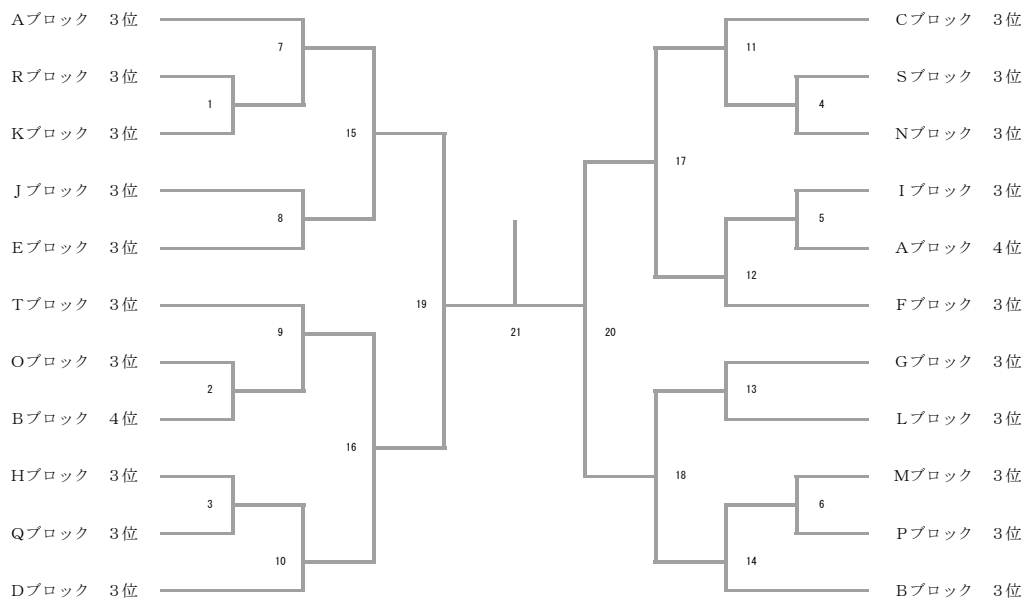 Aブロック　3位
Rブロック　3位
Kブロック　3位
Jブロック　3位
Eブロック　3位
Tブロック　3位
Oブロック　3位
Bブロック　4位
Hブロック　3位
Qブロック　3位
Dブロック　3位
1
2
3
7
8
9
10
15
16
19
21
20
17
18
11
12
13
14
4
5
6
Cブロック　3位
Sブロック　3位
Nブロック　3位
Iブロック　3位
Aブロック　4位
Fブロック　3位
Gブロック　3位
Lブロック　3位
Mブロック　3位
Pブロック　3位
Bブロック　3位